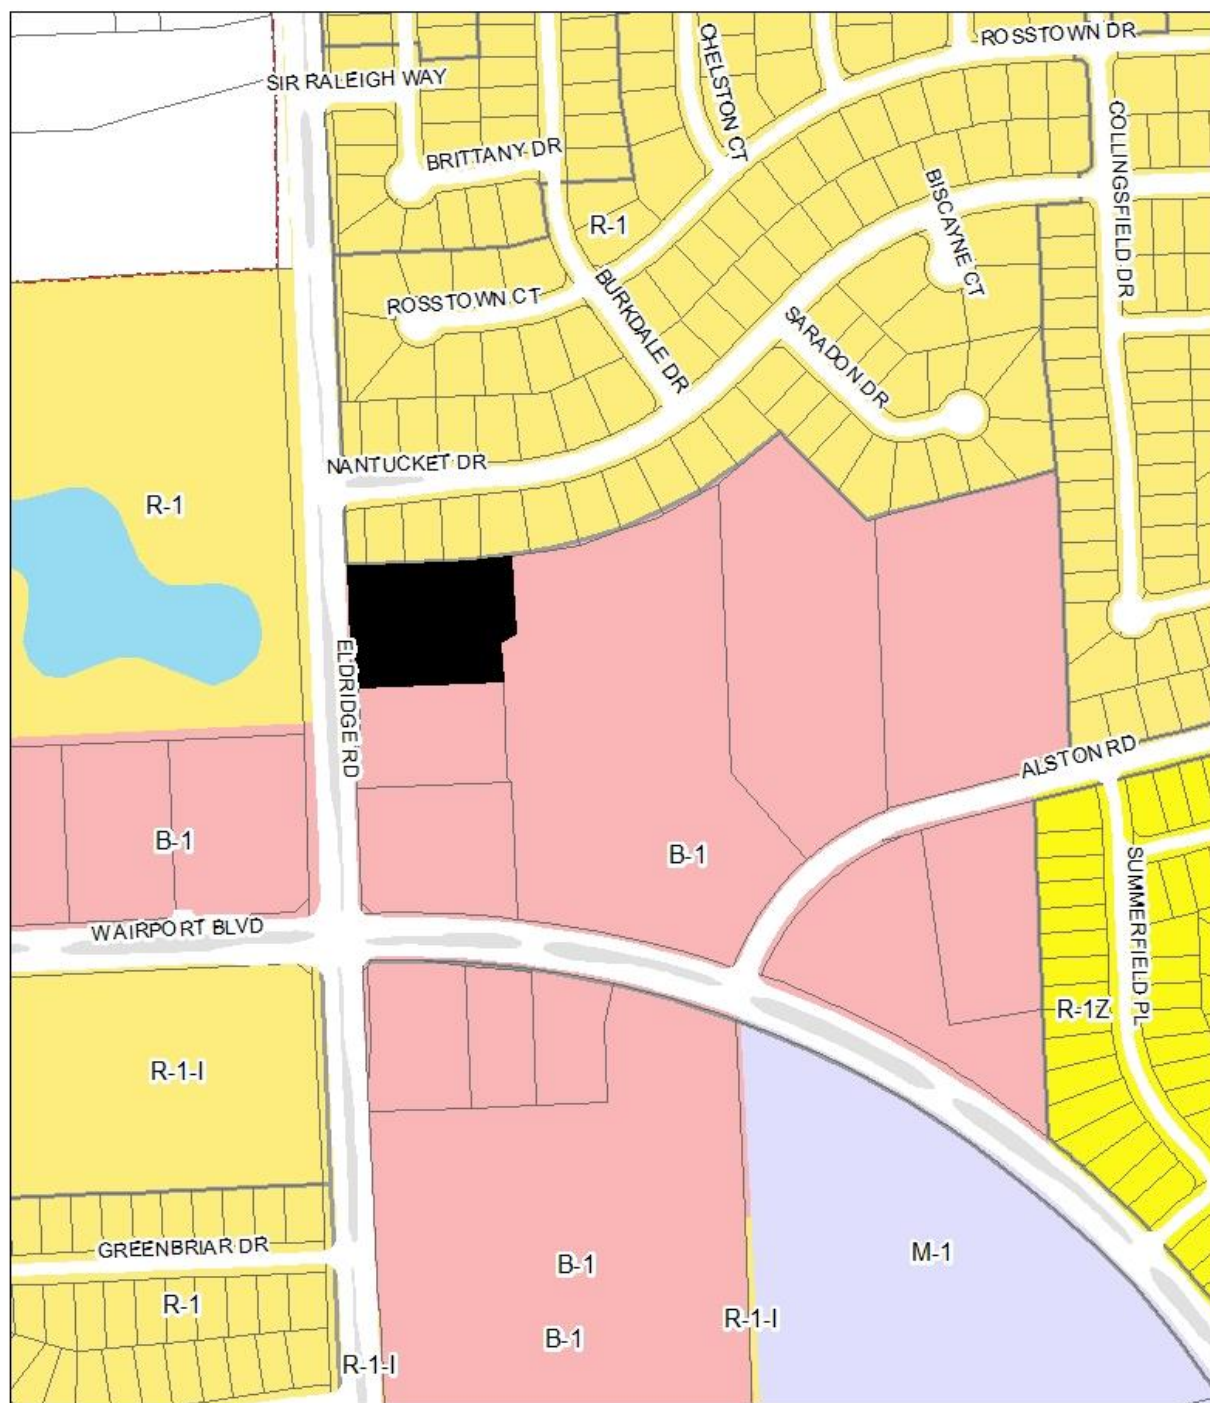 ROSSTOWN DR
CHELSTON CT
SIR RALEIGH WAY
COLLINGSFIELD DR
BRITTANY DR
BISCAYNE CT
R-1
ROSSTOWN CT
BURKDALE DR
SARADON DR
NANTUCKET DR
R-1
ELDRIDGE RD
ALSTON RD
B-1
B-1
SUMMERFIELD PL
W AIRPORT BLVD
R-1Z
R-1-I
GREENBRIAR DR
M-1
B-1
R-1
R-1-I
B-1
R-1-I